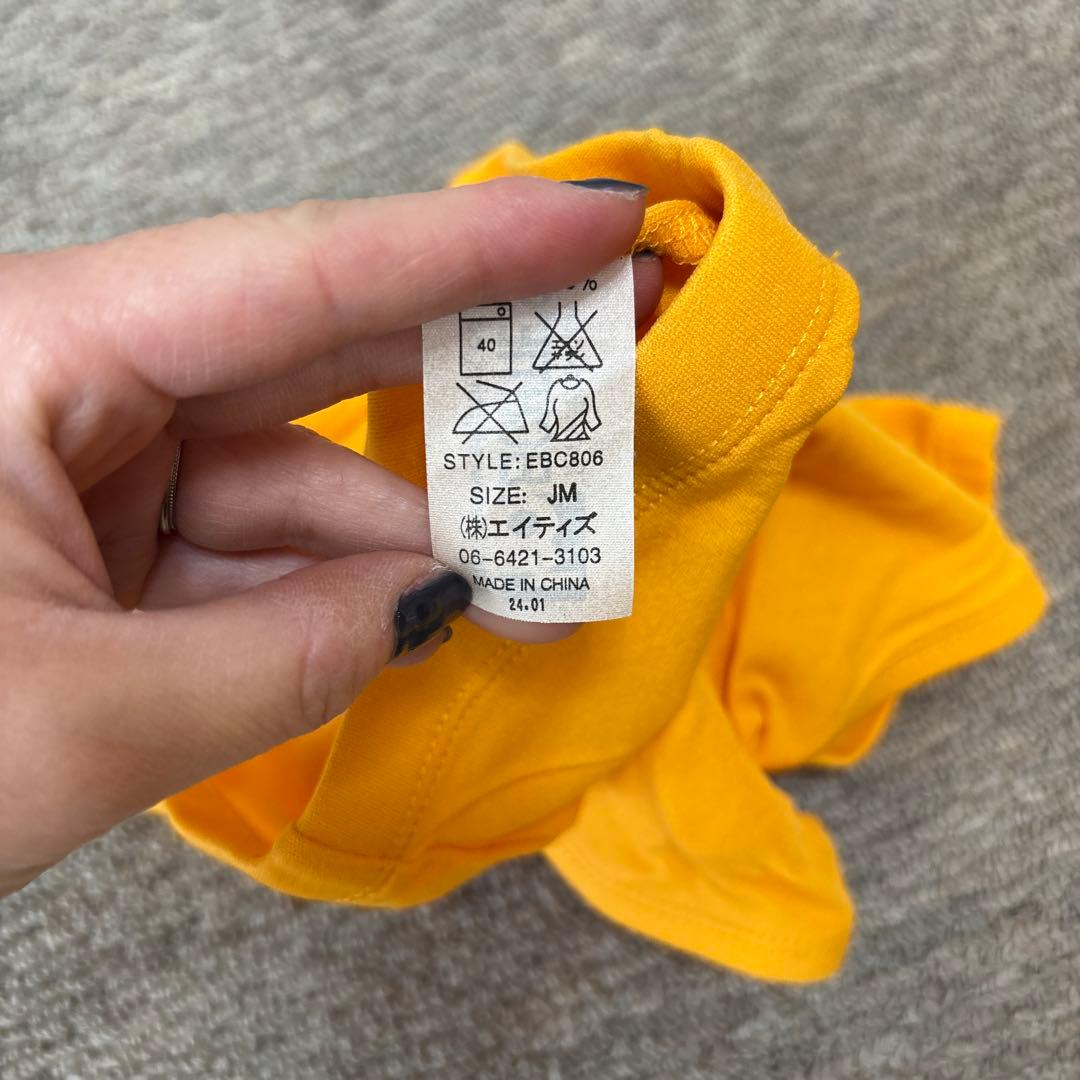 %
40
STYLE: EBC806
SIZE: JM
(株)エイティズ
06-6421-3103
MADE IN CHINA
24.01